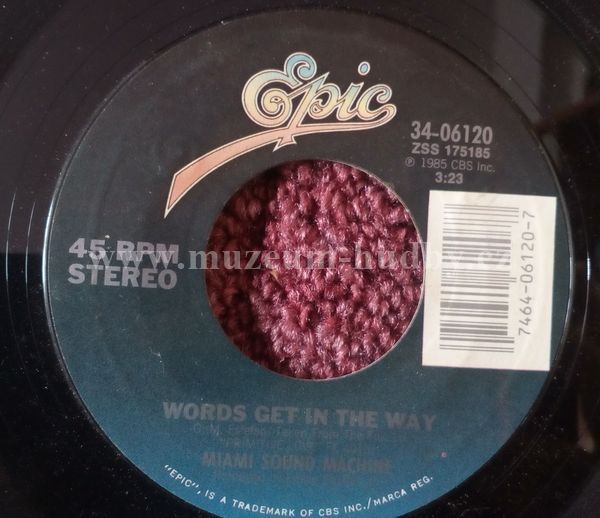 Epic
34-06120
ZSS 175185
℗ 1985 CBS Inc.
3:23
45 RPM
STEREO
www.muzeum-hudby.cz
7464-06120-7
WORDS GET IN THE WAY
MIAMI SOUND MACHINE
"EPIC", IS A TRADEMARK OF CBS INC./MARCA REG.